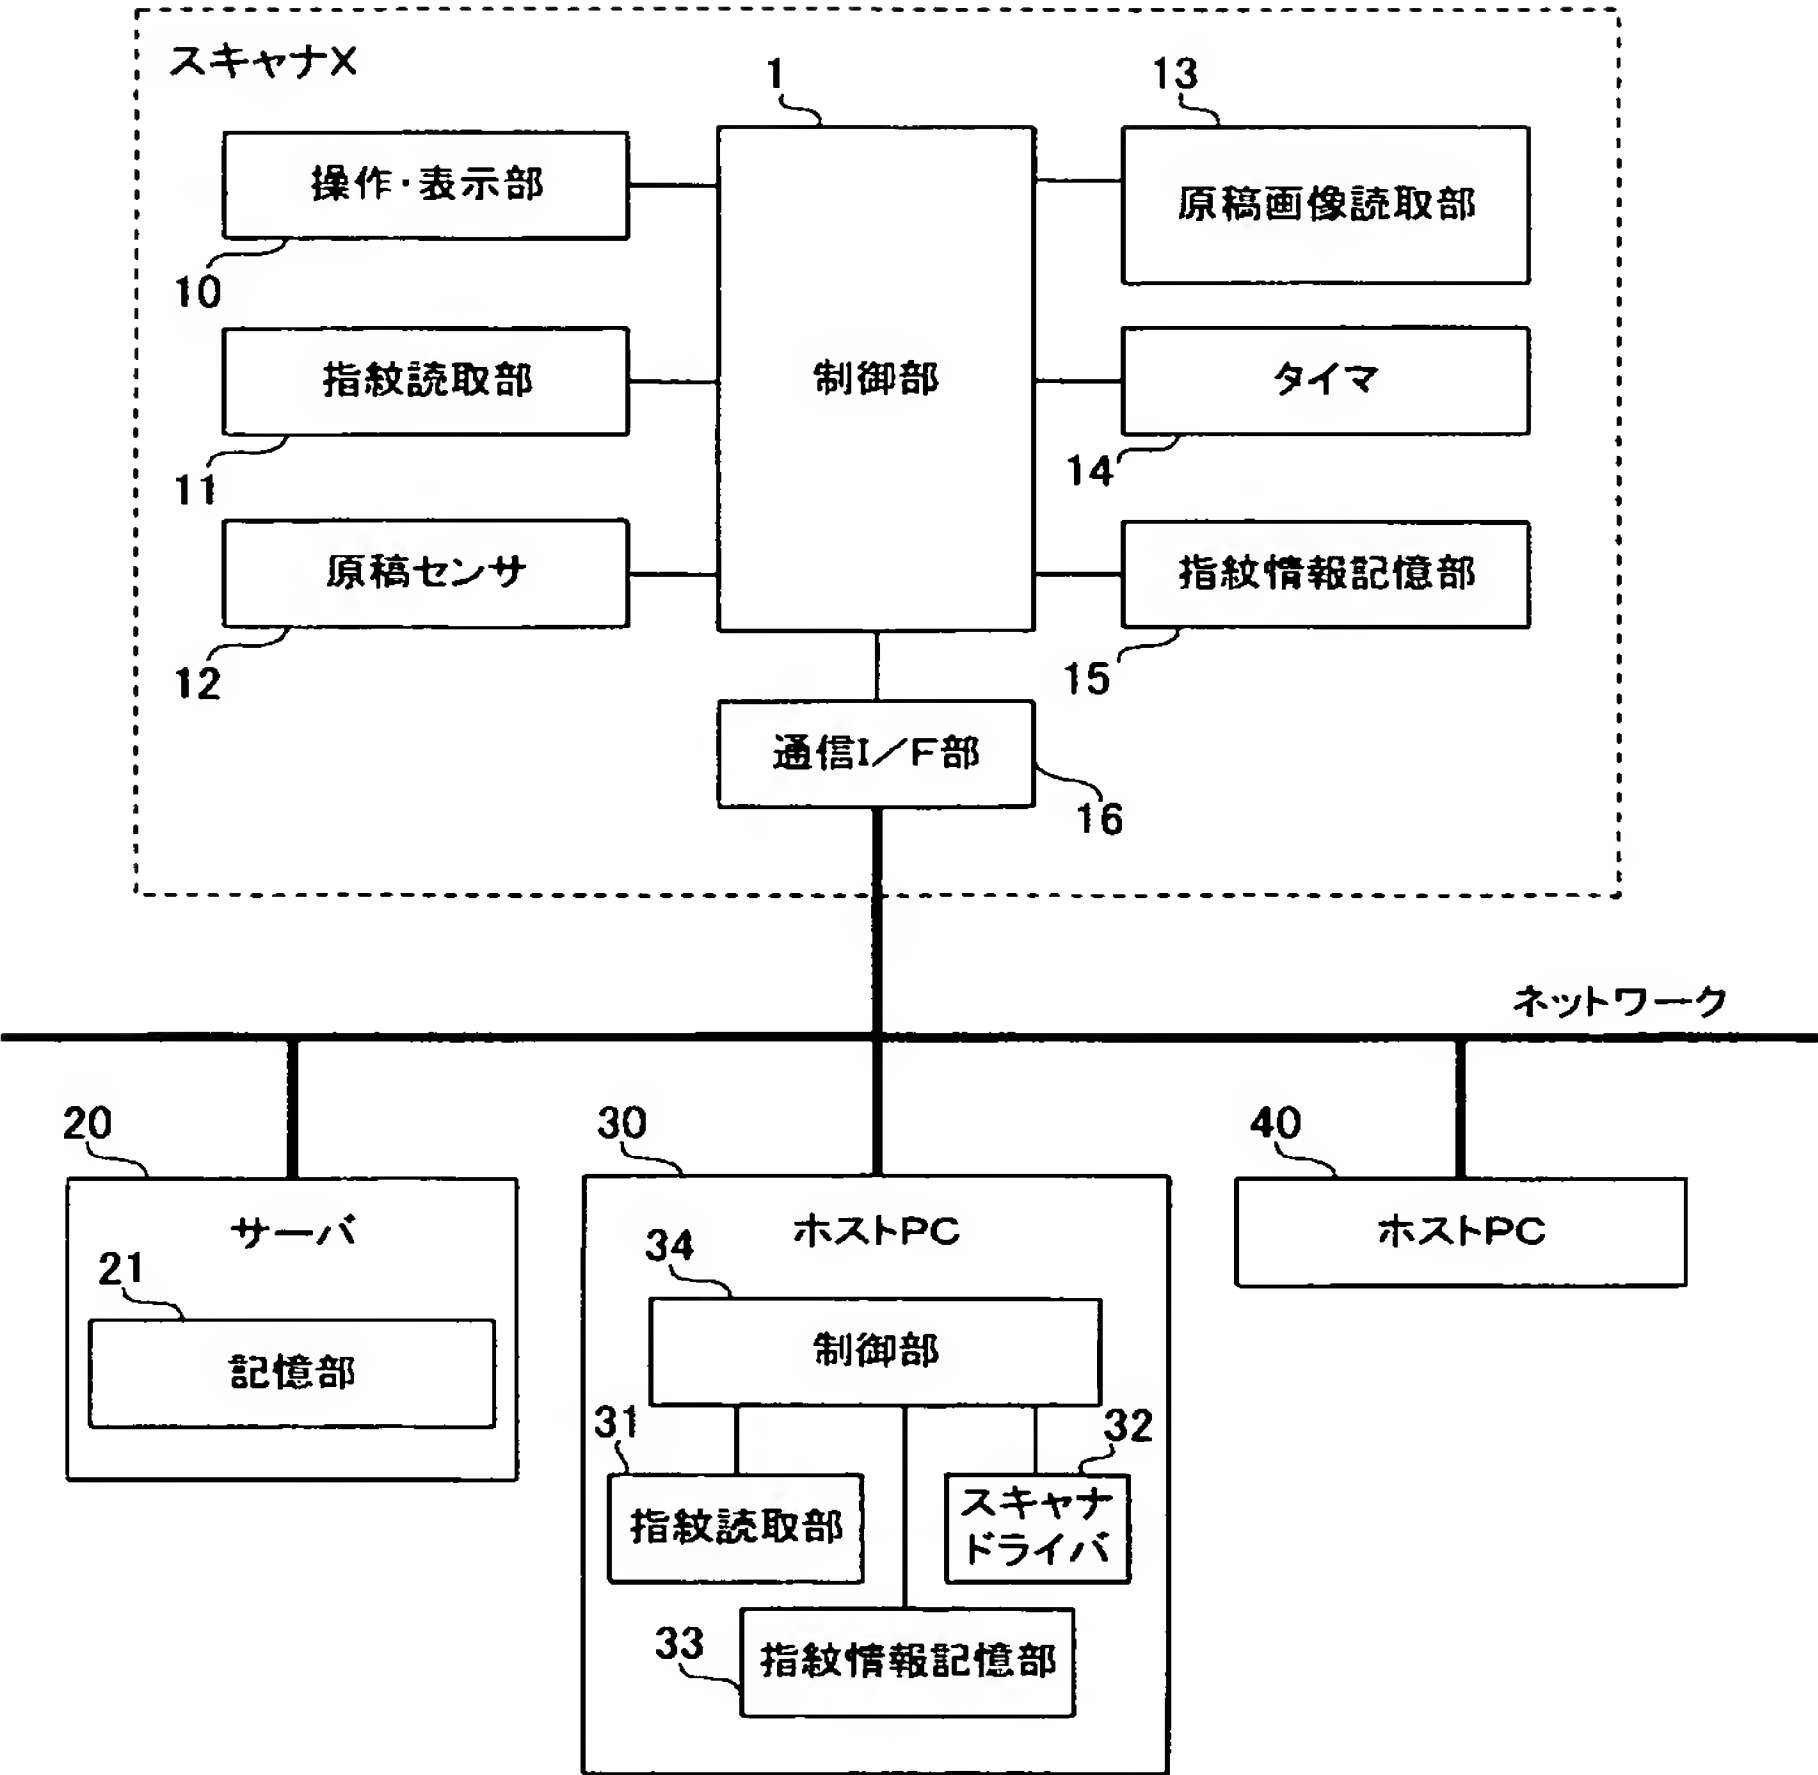 スキャナX
1
13
操作・表示部
原稿画像読取部
10
指紋読取部
制御部
タイマ
11
14
原稿センサ
指紋情報記憶部
12
15
通信I／F部
16
ネットワーク
20
30
40
サーバ
ホストPC
ホストPC
21
34
記憶部
制御部
31
32
指紋読取部
スキャナ
ドライバ
33
指紋情報記憶部